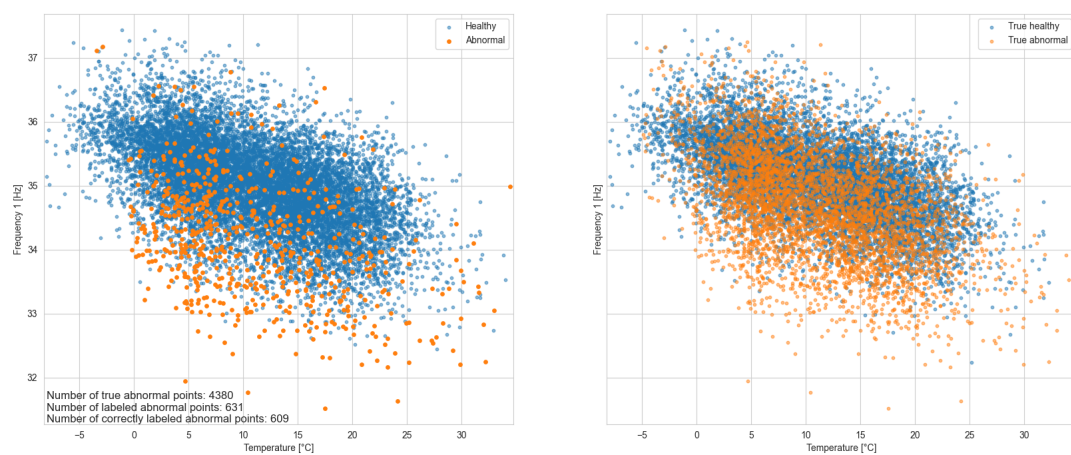 Healthy
Abnormal
37
36
35
34
33
32
Frequency 1 [Hz]
Number of true abnormal points: 4380
Number of labeled abnormal points: 631
Number of correctly labeled abnormal points: 609
−5
0
5
10
15
20
25
30
Temperature [°C]
True healthy
True abnormal
Frequency 1 [Hz]
−5
0
5
10
15
20
25
30
Temperature [°C]